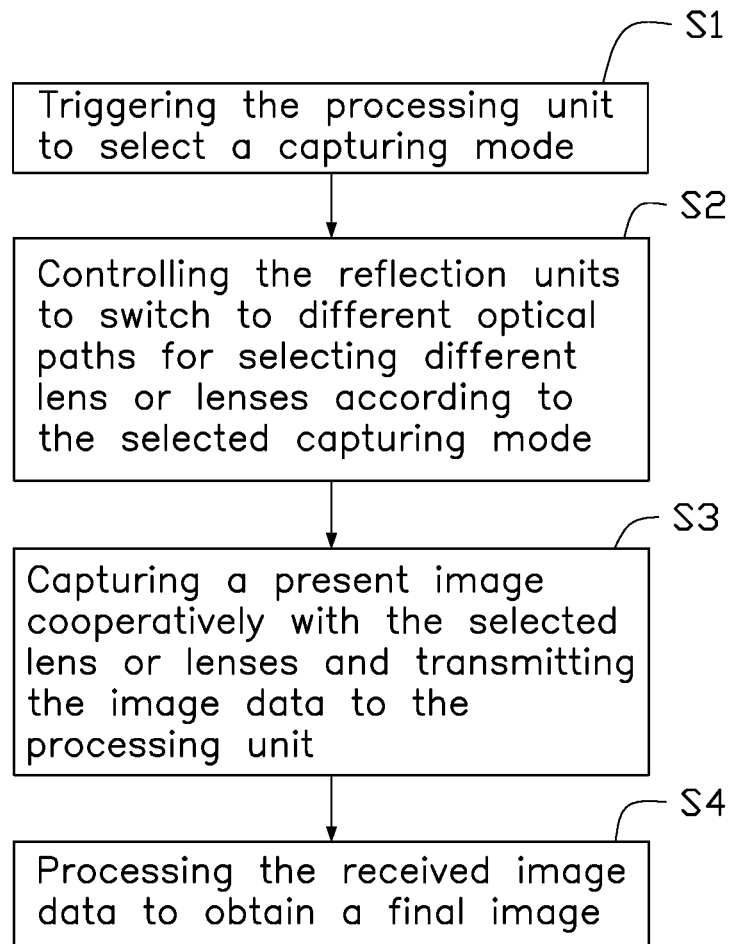 S1
Triggering the processing unit
to select a capturing mode
S2
Controlling the reflection units
to switch to different optical
paths for selecting different
lens or lenses according to
the selected capturing mode
S3
Capturing a present image
cooperatively with the selected
lens or lenses and transmitting
the image data to the
processing unit
S4
Processing the received image
data to obtain a final image